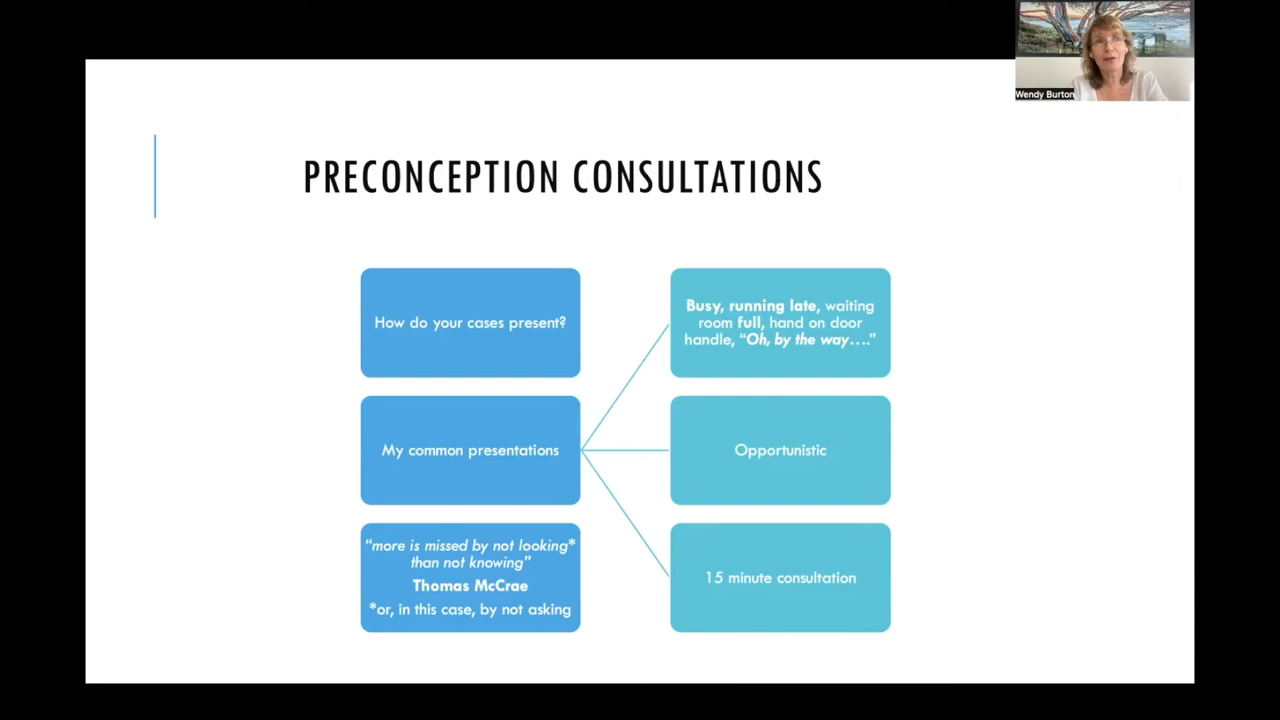 Wendy Burton
PRECONCEPTION CONSULTATIONS
How do your cases present?
Busy, running late, waiting
room full, hand on door
handle, “Oh, by the way....”
My common presentations
Opportunistic
“more is missed by not looking*
than not knowing”
Thomas McCrae
*or, in this case, by not asking
15 minute consultation